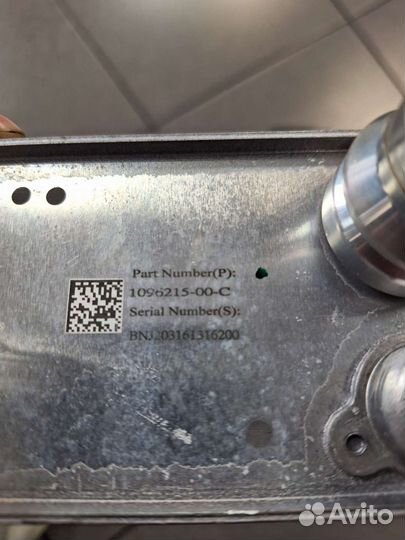 Part Number(P):
1096215-00-C
Serial Number(S):
BNJ203161316200
Avito